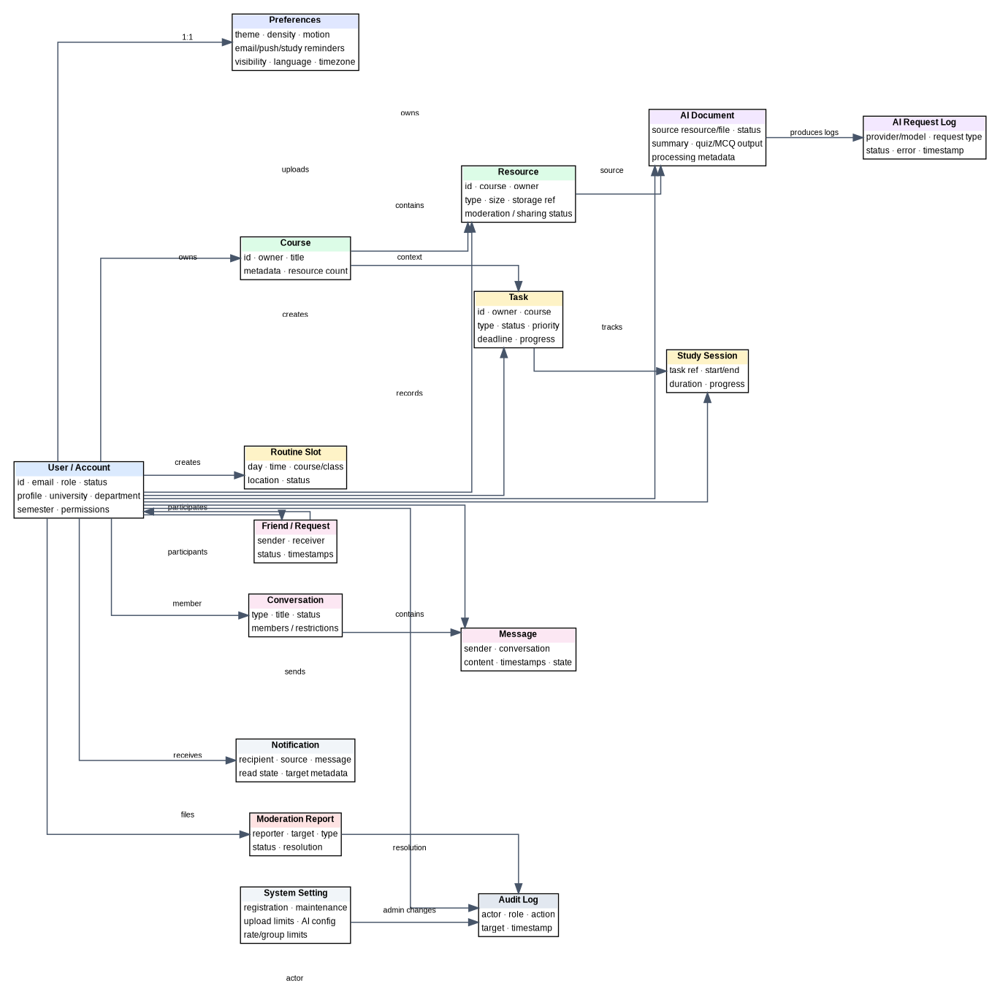 Preferences
theme · density · motion
email/push/study reminders
visibility · language · timezone
1:1
owns
AI Document
source resource/file · status
summary · quiz/MCQ output
processing metadata
produces logs
AI Request Log
provider/model · request type
status · error · timestamp
uploads
source
Resource
id · course · owner
type · size · storage ref
moderation / sharing status
contains
Course
id · owner · title
metadata · resource count
owns
context
Task
id · owner · course
type · status · priority
deadline · progress
creates
tracks
Study Session
task ref · start/end
duration · progress
records
Routine Slot
day · time · course/class
location · status
creates
User / Account
id · email · role · status
profile · university · department
semester · permissions
participates
Friend / Request
sender · receiver
status · timestamps
participants
member
Conversation
type · title · status
members / restrictions
contains
Message
sender · conversation
content · timestamps · state
sends
Notification
recipient · source · message
read state · target metadata
receives
files
Moderation Report
reporter · target · type
status · resolution
resolution
System Setting
registration · maintenance
upload limits · AI config
rate/group limits
admin changes
Audit Log
actor · role · action
target · timestamp
actor